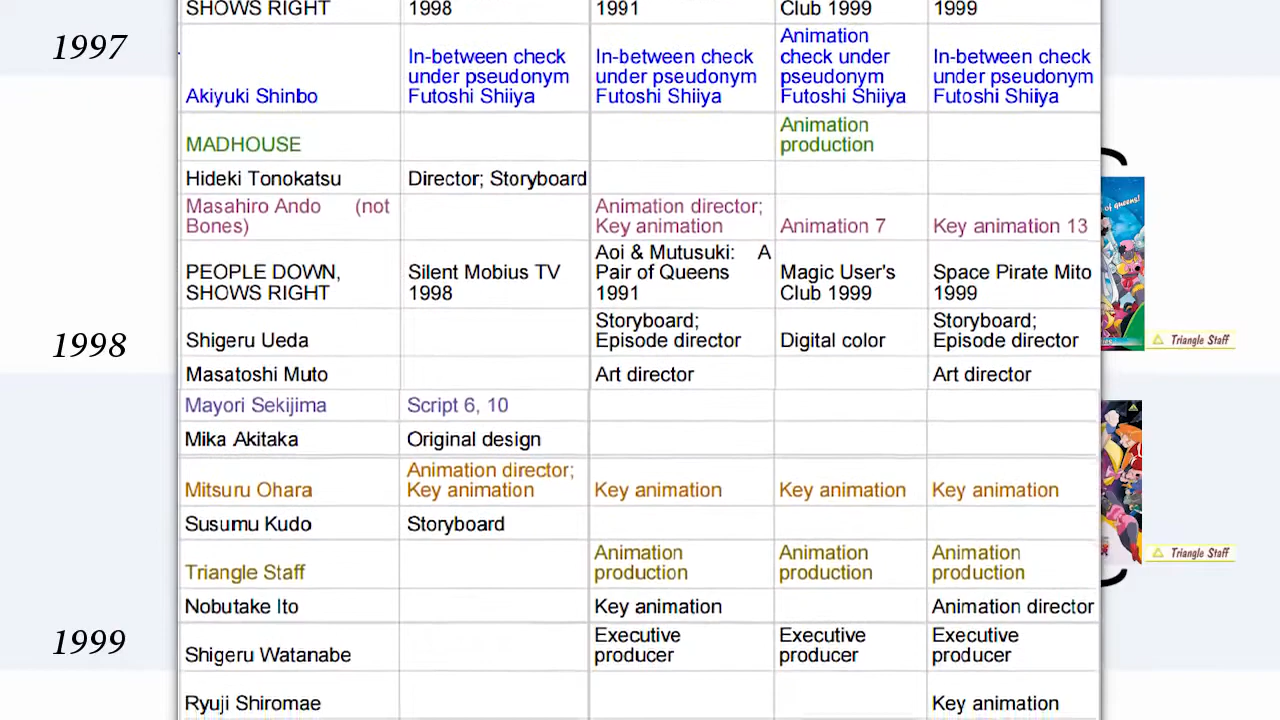 SHOWS RIGHT 1998 1991 Club 1999 1999
1997
Akiyuki Shinbo
In-between check
under pseudonym
Futoshi Shiiya
In-between check
under pseudonym
Futoshi Shiiya
Animation
check under
pseudonym
Futoshi Shiiya
In-between check
under pseudonym
Futoshi Shiiya
MADHOUSE
Animation
production
Hideki Tonokatsu
Director; Storyboard
Masahiro Ando (not
Bones)
Animation director;
Key animation
Animation 7
Key animation 13
of queens!
PEOPLE DOWN,
SHOWS RIGHT
Silent Mobius TV
1998
Aoi & Mutusuki: A
Pair of Queens
1991
Magic User's
Club 1999
Space Pirate Mito
1999
1998
Shigeru Ueda
Storyboard;
Episode director
Digital color
Storyboard;
Episode director
Triangle Staff
Masatoshi Muto
Art director
Art director
Mayori Sekijima
Script 6, 10
Mika Akitaka
Original design
Mitsuru Ohara
Animation director;
Key animation
Key animation
Key animation
Key animation
Susumu Kudo
Storyboard
Triangle Staff
Animation
production
Animation
production
Animation
production
Triangle Staff
Nobutake Ito
Key animation
Animation director
1999
Shigeru Watanabe
Executive
producer
Executive
producer
Executive
producer
Ryuji Shiromae
Key animation